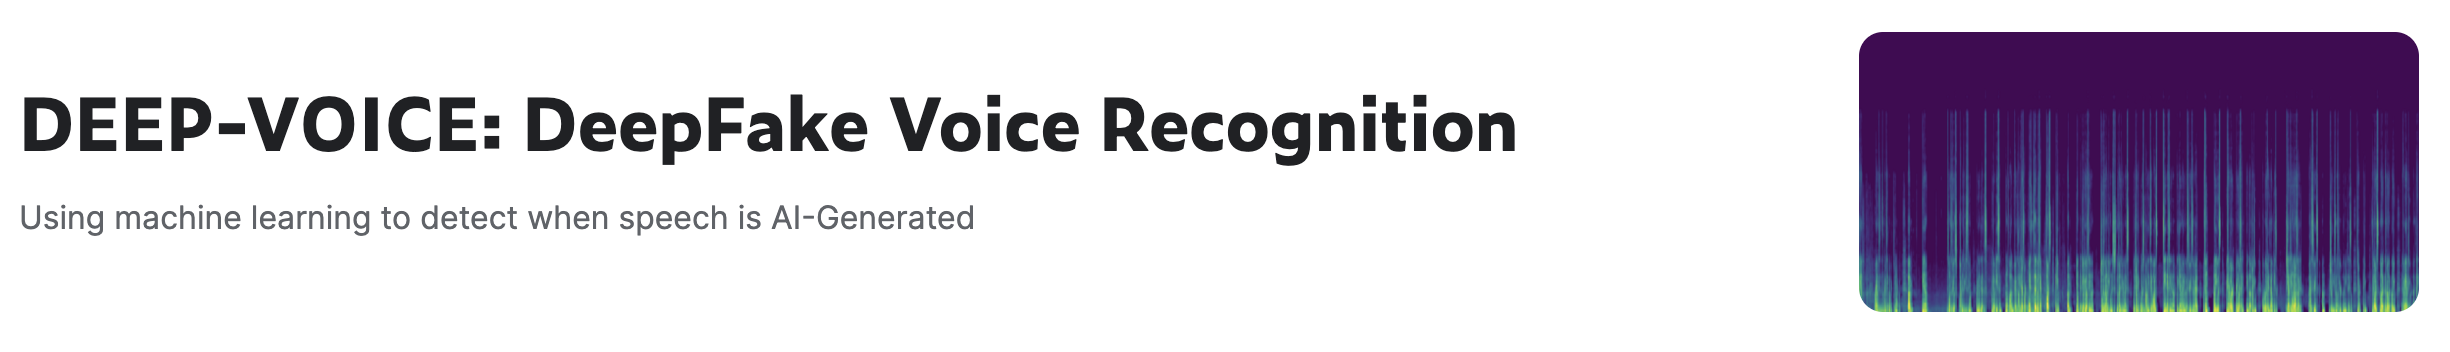 DEEP-VOICE: DeepFake Voice Recognition
Using machine learning to detect when speech is AI-Generated